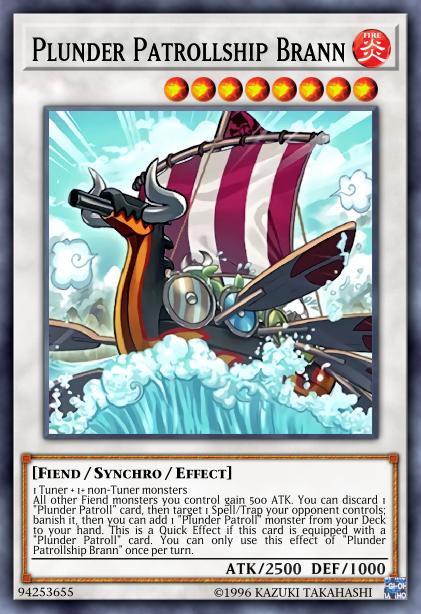 PLUNDER PATROLLSHIP BRANN
FIRE
炎
[FIEND / SYNCHRO / EFFECT]
1 Tuner + 1+ non-Tuner monsters
All other Fiend monsters you control gain 500 ATK. You can discard 1
"Plunder Patroll" card, then target 1 Spell/Trap your opponent controls;
banish it, then you can add 1 "Plunder Patroll" monster from your Deck
to your hand. This is a Quick Effect if this card is equipped with a
"Plunder Patroll" card. You can only use this effect of "Plunder
Patrollship Brann" once per turn.
ATK/2500 DEF/1000
94253655
©1996 KAZUKI TAKAHASHI